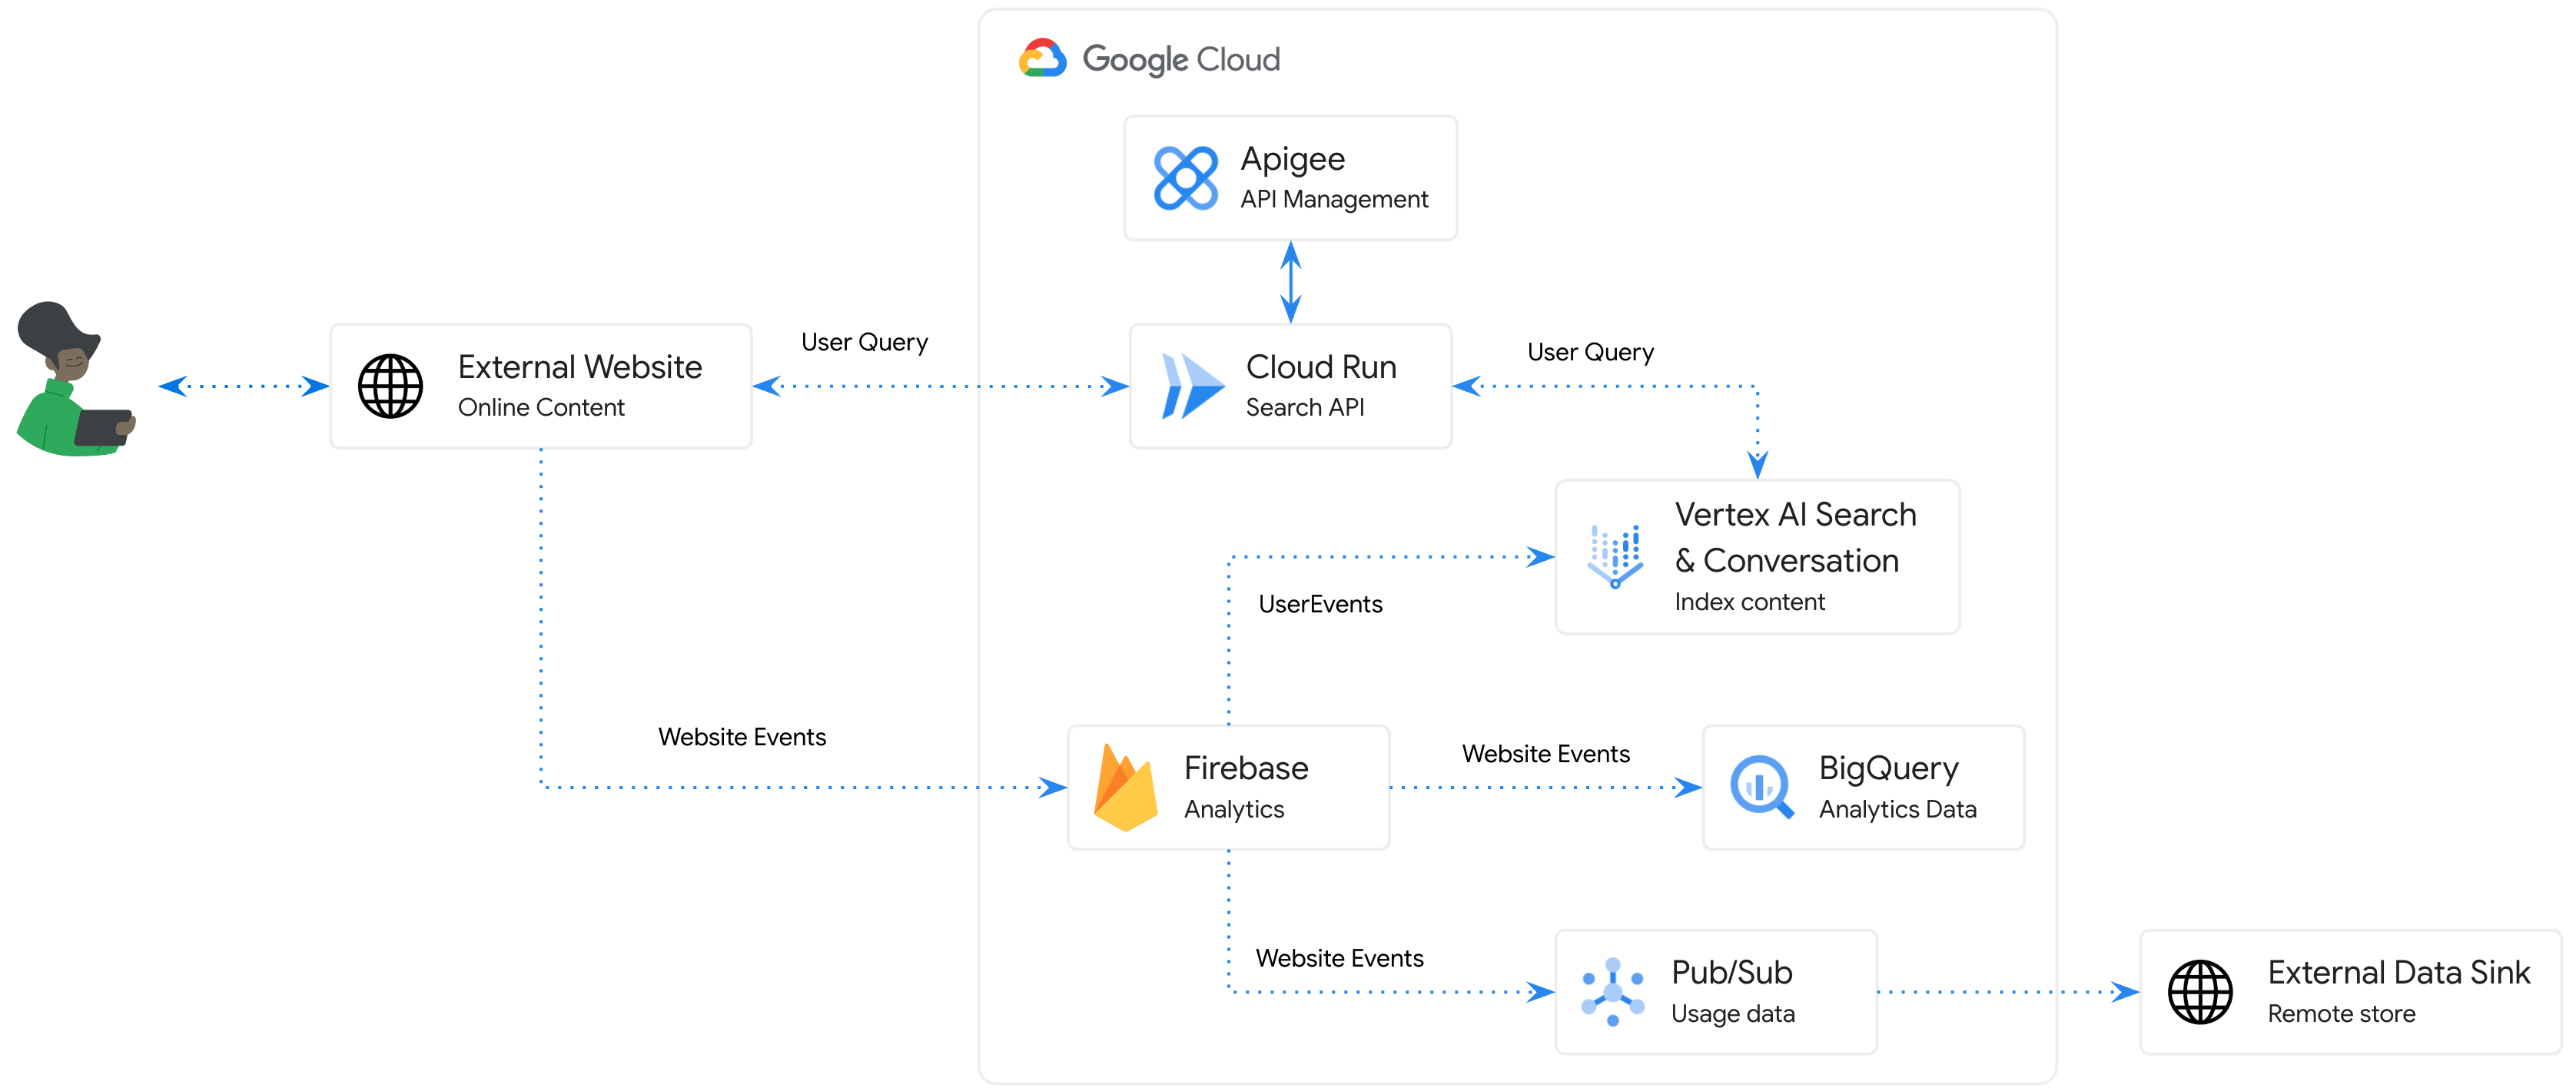 Google Cloud
Apigee
API Management
External Website
Online Content
User Query
Cloud Run
Search API
User Query
Vertex AI Search
& Conversation
Index content
UserEvents
Website Events
Firebase
Analytics
Website Events
BigQuery
Analytics Data
Website Events
Pub/Sub
Usage data
External Data Sink
Remote store